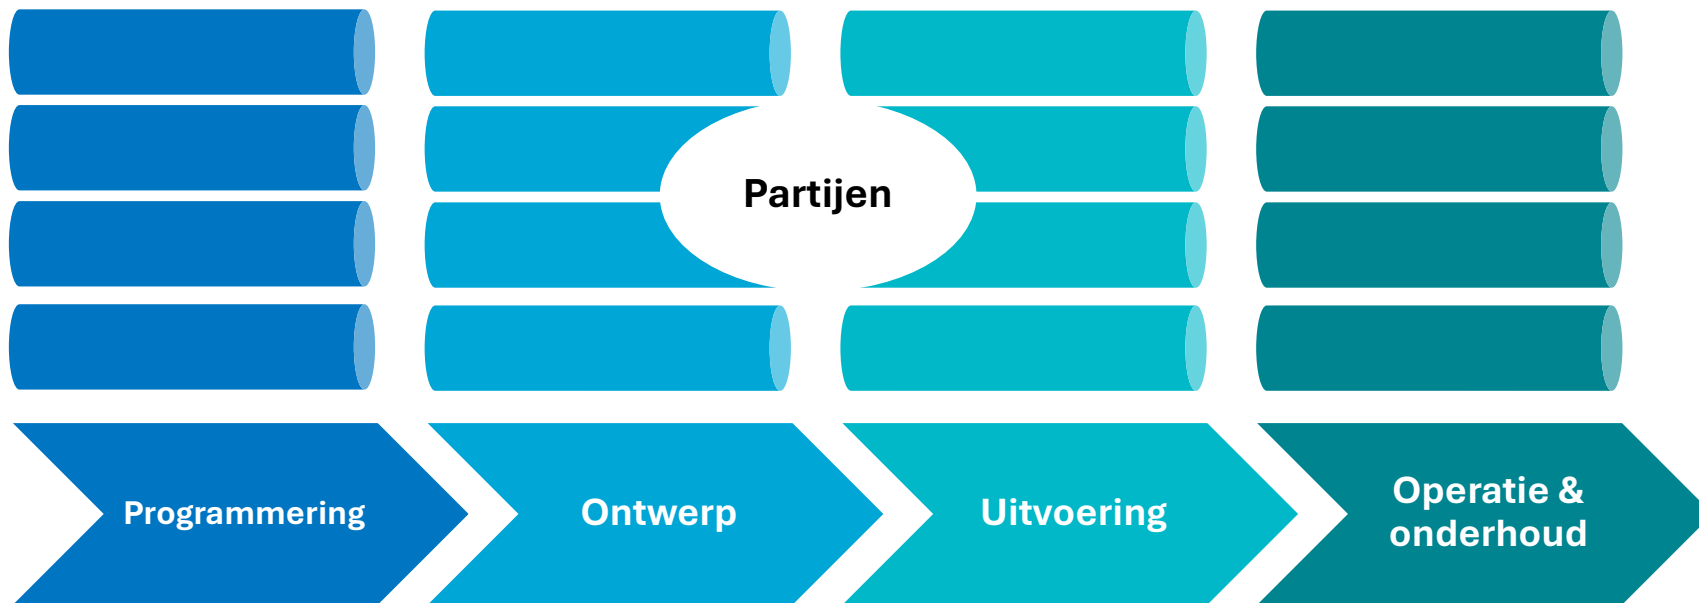 Partijen
Programmering
Ontwerp
Uitvoering
Operatie &
onderhoud